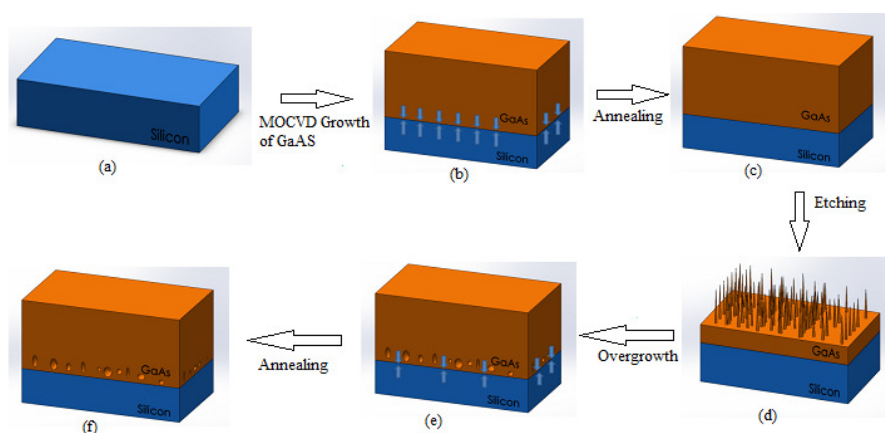 Silicon
(a)
MOCVD Growth
of GaAS
GaAs
Silicon
(b)
Annealing
GaAs
Silicon
(c)
Etching
GaAs
Silicon
(d)
Overgrowth
GaAs
Silicon
(e)
Annealing
GaAs
Silicon
(f)